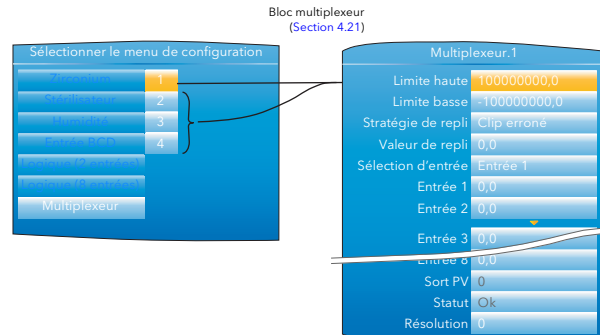 Bloc multiplexeur
(Section 4.21)
Sélectionner le menu de configuration
Zirconium 1
Stérilisateur 2
Humidité 3
Entrée BCD 4
Logique (2 entrées)
Logique (8 entrées)
Multiplexeur
Multiplexeur.1
Limite haute 100000000,0
Limite basse -100000000,0
Stratégie de repli Clip erroné
Valeur de repli 0,0
Sélection d'entrée Entrée 1
Entrée 1 0,0
Entrée 2 0,0
Entrée 3 0,0
Entrée 8 0,0
Sort PV 0
Statut Ok
Résolution 0